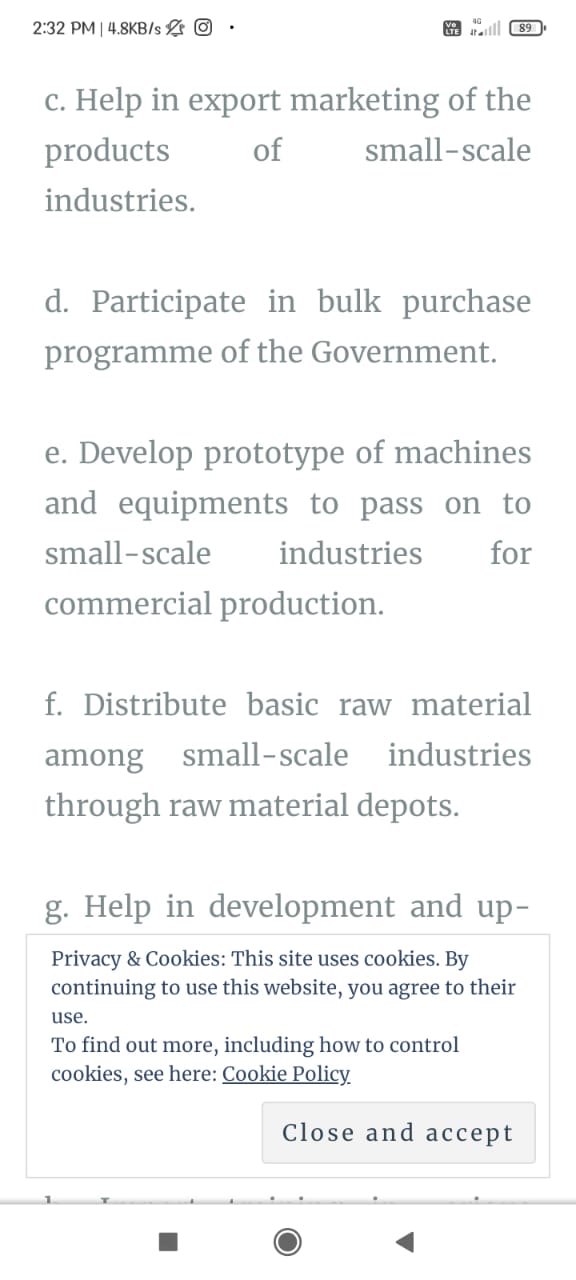 2:32 PM | 4.8KB/s
Vo LTE 4G 89
c. Help in export marketing of the
products of small-scale
industries.
d. Participate in bulk purchase
programme of the Government.
e. Develop prototype of machines
and equipments to pass on to
small-scale industries for
commercial production.
f. Distribute basic raw material
among small-scale industries
through raw material depots.
g. Help in development and up-
Privacy & Cookies: This site uses cookies. By
continuing to use this website, you agree to their
use.
To find out more, including how to control
cookies, see here: Cookie Policy
Close and accept